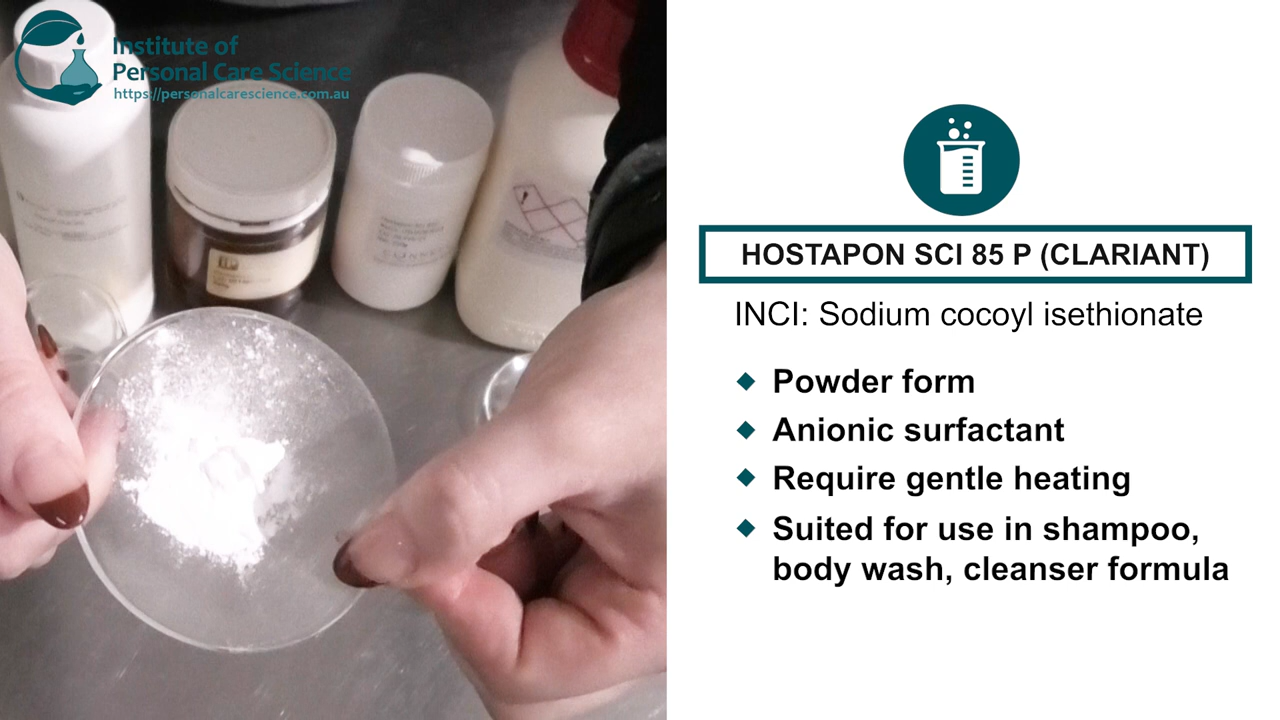 Institute of
Personal Care Science
https://personalcarescience.com.au
HOSTAPON SCI 85 P (CLARIANT)
INCI: Sodium cocoyl isethionate
Powder form
Anionic surfactant
Require gentle heating
Suited for use in shampoo,
body wash, cleanser formula